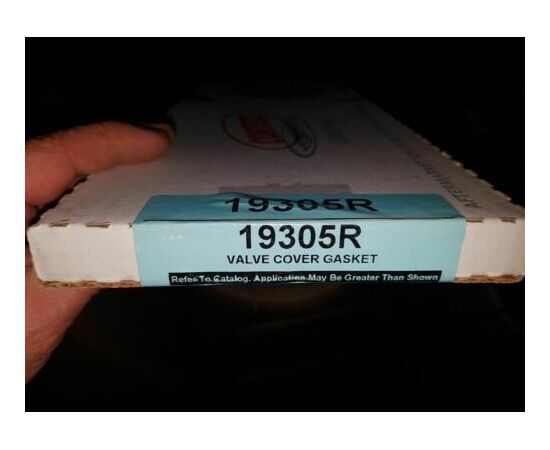 19305R
19305R
VALVE COVER GASKET
Refer To Catalog. Application May Be Greater Than Shown